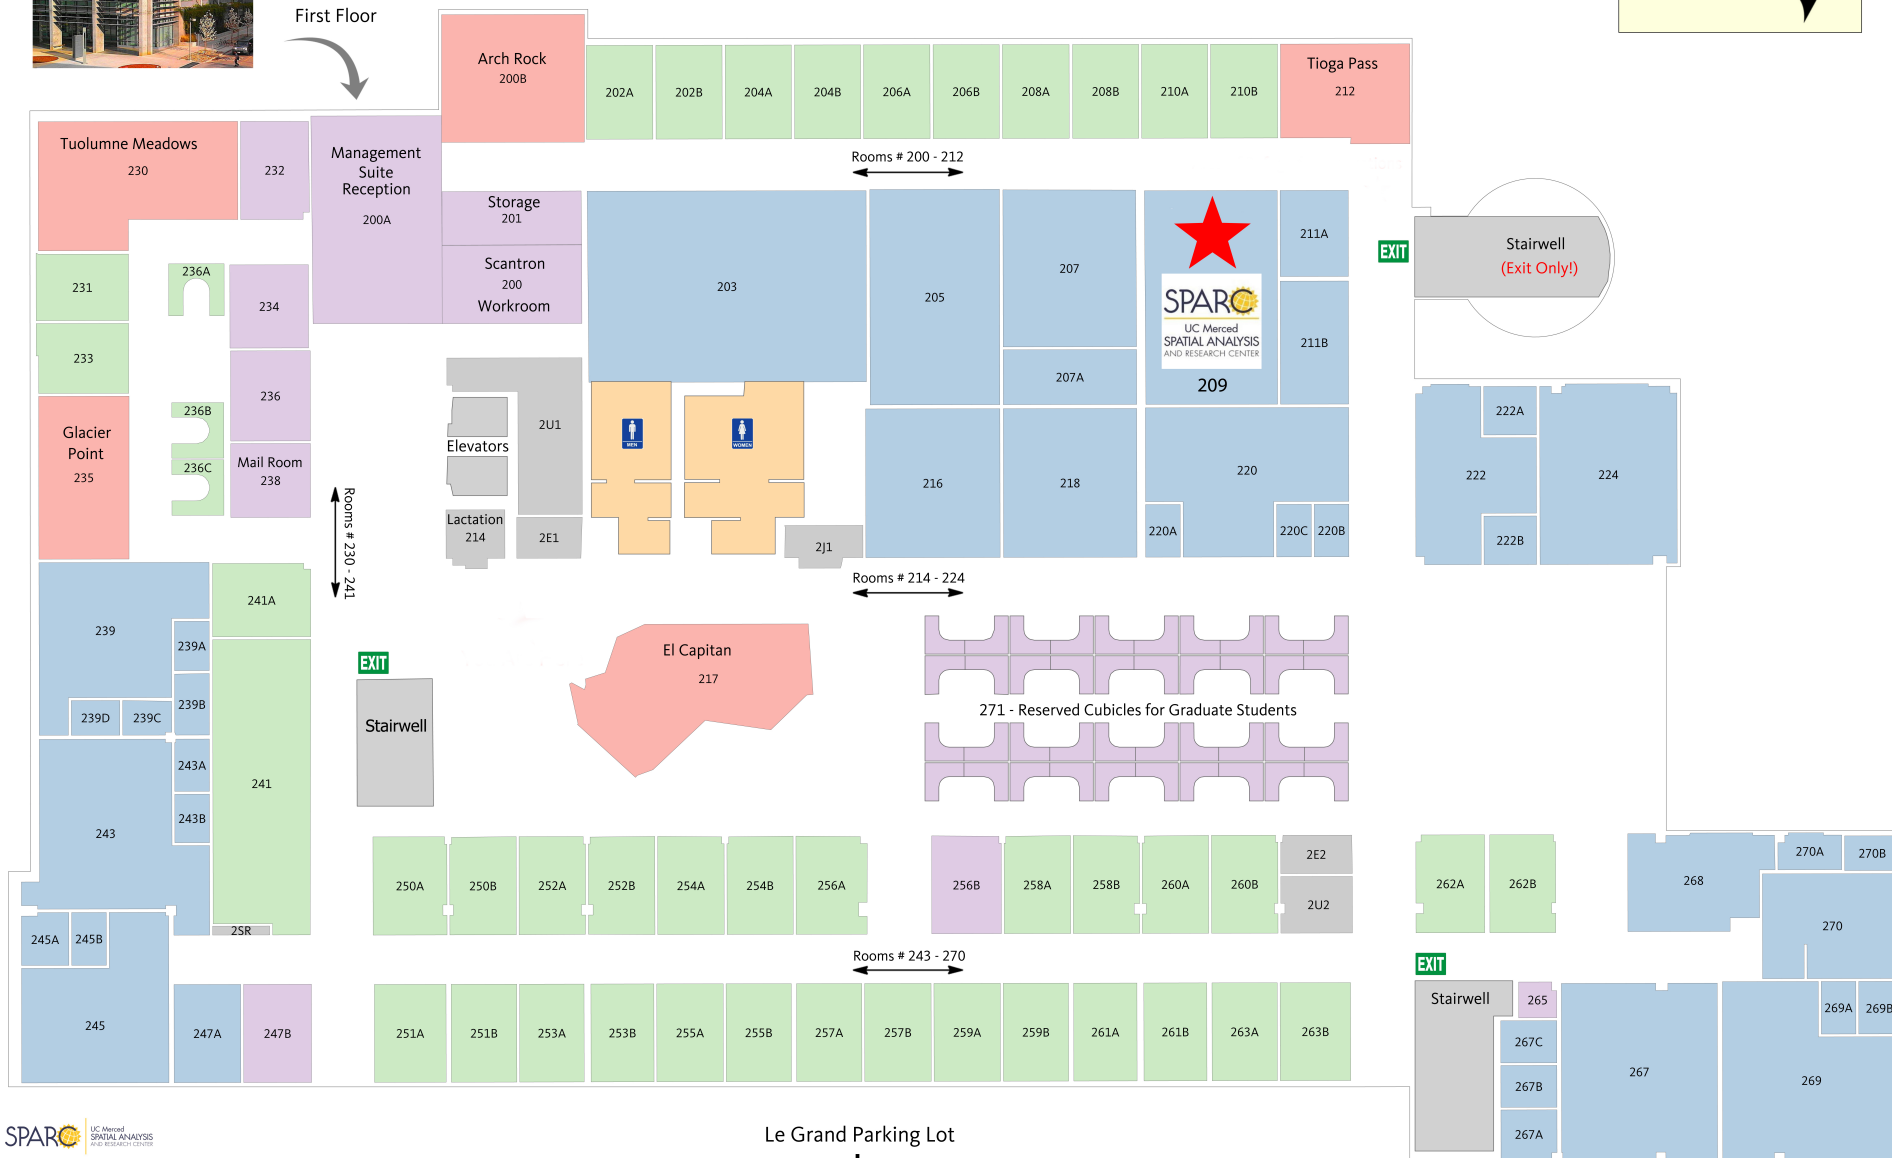 First Floor
Arch Rock
200B
202A
202B
204A
204B
206A
206B
208A
208B
210A
210B
Tioga Pass
212
Rooms # 200 - 212
Tuolumne Meadows
230
232
Management
Suite
Reception
200A
Storage
201
Scantron
200
Workroom
203
205
207
207A
SPARC
UC Merced
SPATIAL ANALYSIS
AND RESEARCH CENTER
209
211A
211B
EXIT
Stairwell
(Exit Only!)
231
233
236A
234
236
236B
236C
Mail Room
238
Glacier
Point
235
Rooms # 230 - 241
2U1
Elevators
Lactation
214
2E1
MEN
WOMEN
2J1
216
218
220
220A
220C
220B
222
222A
222B
224
Rooms # 214 - 224
239
239A
239B
239D
239C
241A
241
243
243A
243B
2SR
245A
245B
245
247A
247B
EXIT
Stairwell
El Capitan
217
271 - Reserved Cubicles for Graduate Students
250A
250B
252A
252B
254A
254B
256A
256B
258A
258B
260A
260B
2E2
2U2
262A
262B
268
270A
270B
270
Rooms # 243 - 270
251A
251B
253A
253B
255A
255B
257A
257B
259A
259B
261A
261B
263A
263B
EXIT
Stairwell
265
267C
267B
267A
267
269A
269B
269
SPARC
UC Merced
SPATIAL ANALYSIS
AND RESEARCH CENTER
Le Grand Parking Lot